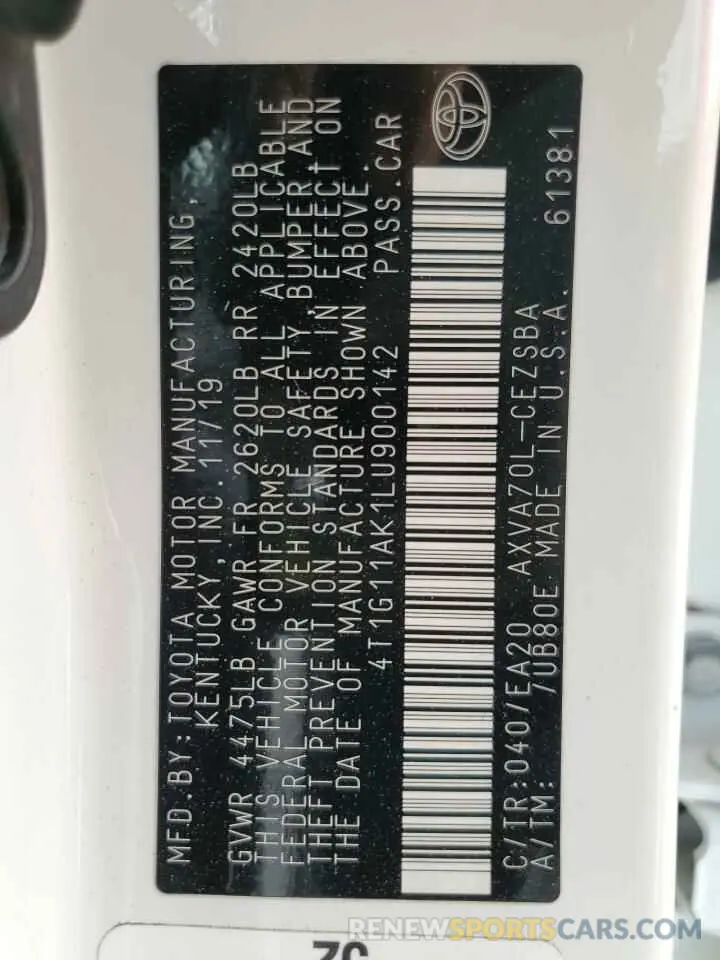 MFD.BY:TOYOTA MOTOR MANUFACTURING,
KENTUCKY,INC.11/19
GVWR 4475LB GAWR FR 2620LB RR 2420LB
THIS VEHICLE CONFORMS TO ALL APPLICABLE
FEDERAL MOTOR VEHICLE SAFETY,BUMPER AND
THEFT PREVENTION STANDARDS IN EFFECT ON
THE DATE OF MANUFACTURE SHOWN ABOVE.
4T1G11AK1LU900142 PASS.CAR
C/TR:040/EA20 AXVA70L-CEZSBA
A/TM: /UB80E MADE IN U.S.A. 61381
RENEWSPORTSCARS.COM